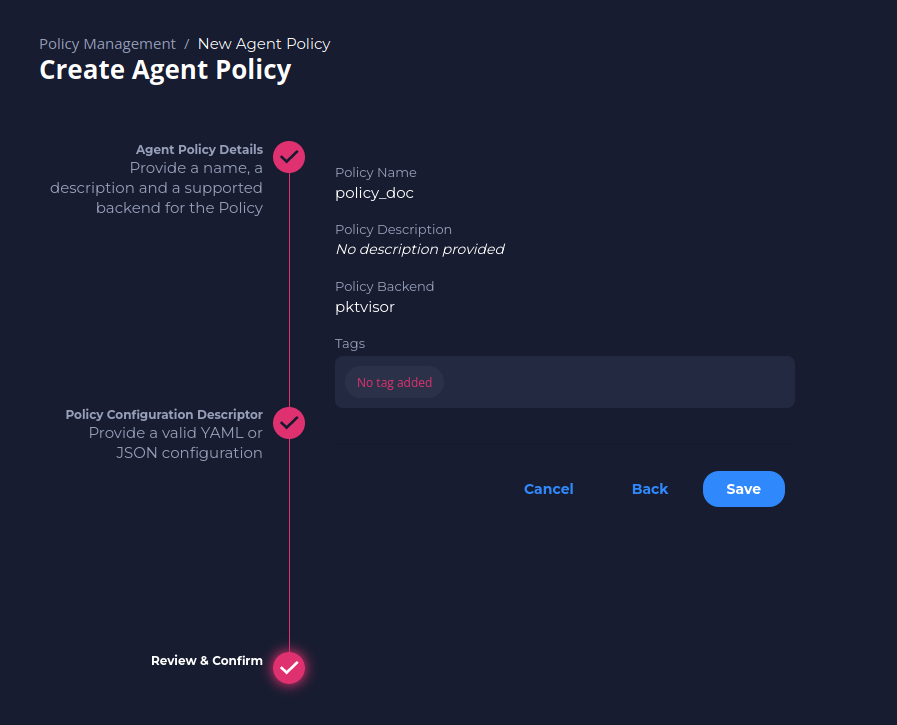 Policy Management / New Agent Policy
Create Agent Policy
Agent Policy Details
Provide a name, a
description and a supported
backend for the Policy
Policy Name
policy_doc
Policy Description
No description provided
Policy Backend
pktvisor
Tags
No tag added
Policy Configuration Descriptor
Provide a valid YAML or
JSON configuration
Cancel Back Save
Review & Confirm